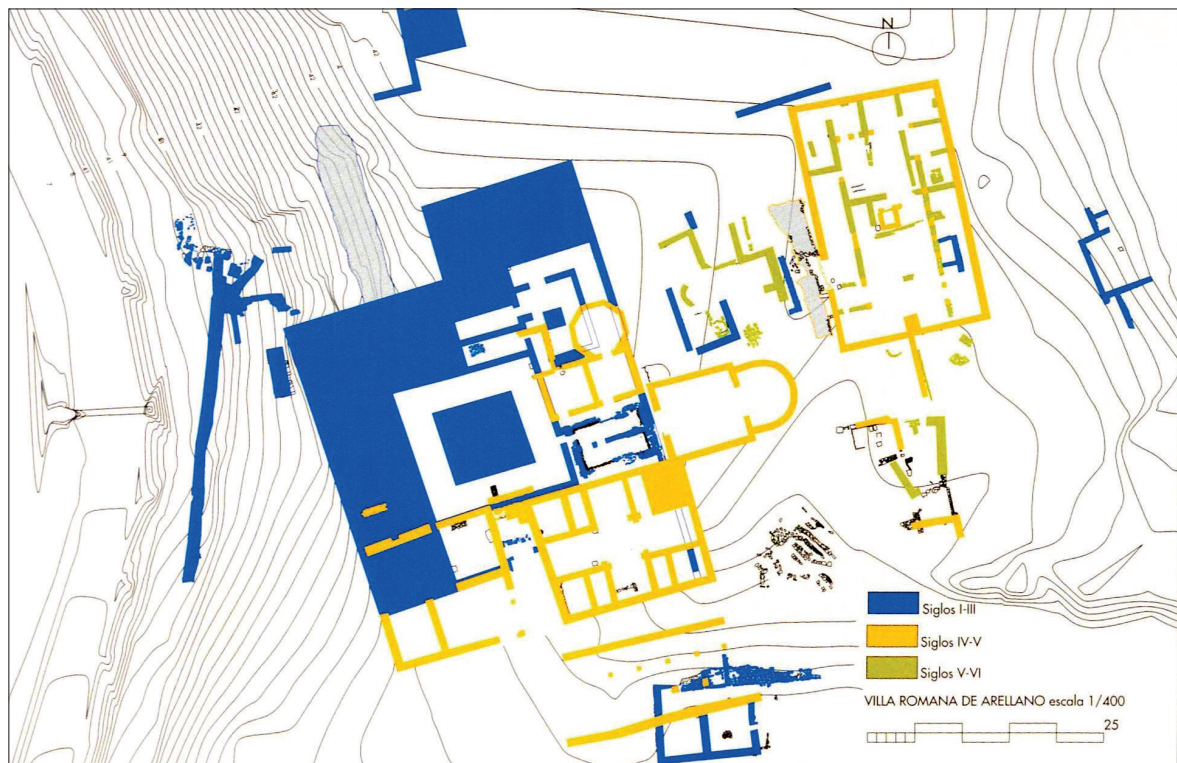 N
Siglos I-III
Siglos IV-V
Siglos V-VI
VILLA ROMANA DE ARELLANO escala 1/400
25